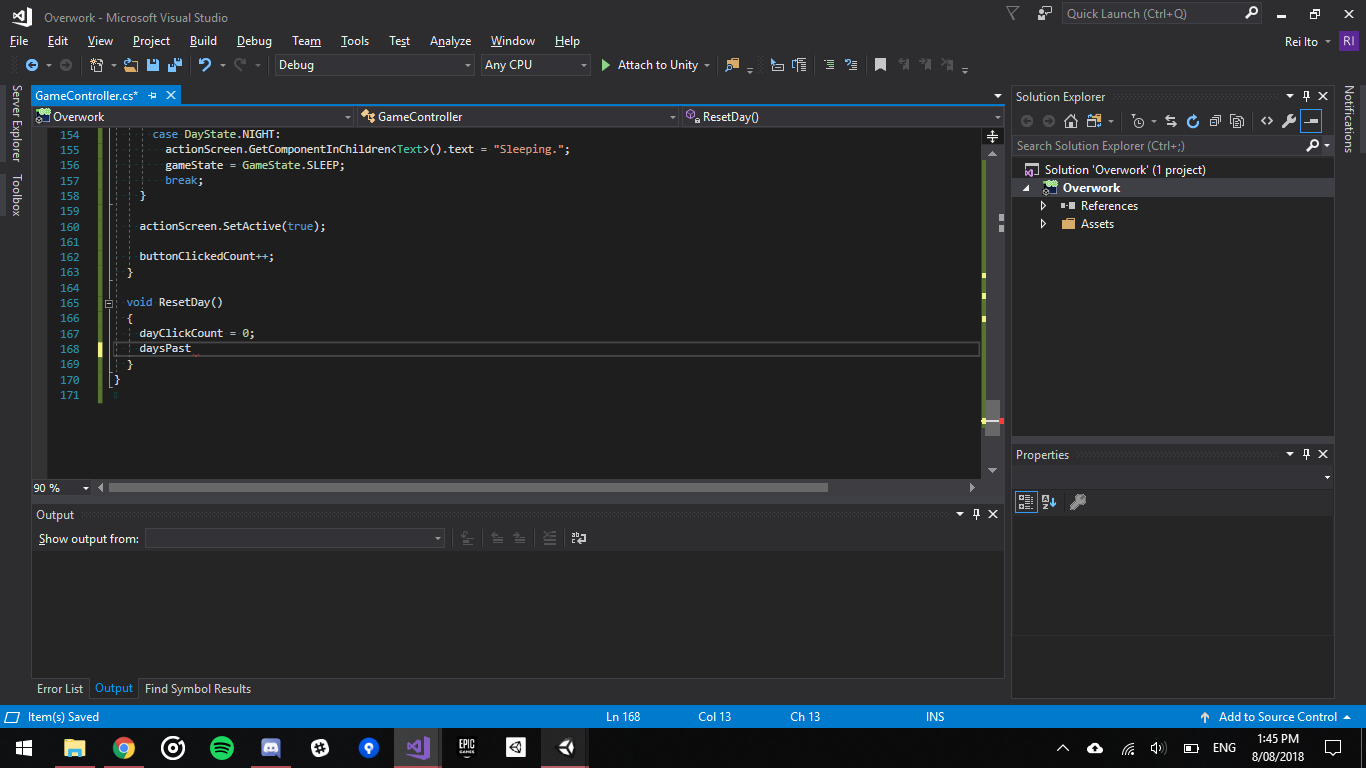 Overwork - Microsoft Visual Studio
Quick Launch (Ctrl+Q)
File Edit View Project Build Debug Team Tools Test Analyze Window Help
Rei Ito RI
Debug Any CPU Attach to Unity
Server Explorer
Toolbox
GameController.cs*
Overwork GameController ResetDay()
154 case DayState.NIGHT:
155 actionScreen.GetComponentInChildren<Text>().text = "Sleeping.";
156 gameState = GameState.SLEEP;
157 break;
158 }
159
160 actionScreen.SetActive(true);
161
162 buttonClickedCount++;
163 }
164
165 void ResetDay()
166 {
167 dayClickCount = 0;
168 daysPast
169 }
170 }
171
90 %
Output
Show output from:
Error List Output Find Symbol Results
Solution Explorer
Search Solution Explorer (Ctrl+;)
Solution 'Overwork' (1 project)
Overwork
References
Assets
Properties
Notifications
Item(s) Saved Ln 168 Col 13 Ch 13 INS Add to Source Control
EPIC GAMES
ENG
1:45 PM
8/08/2018